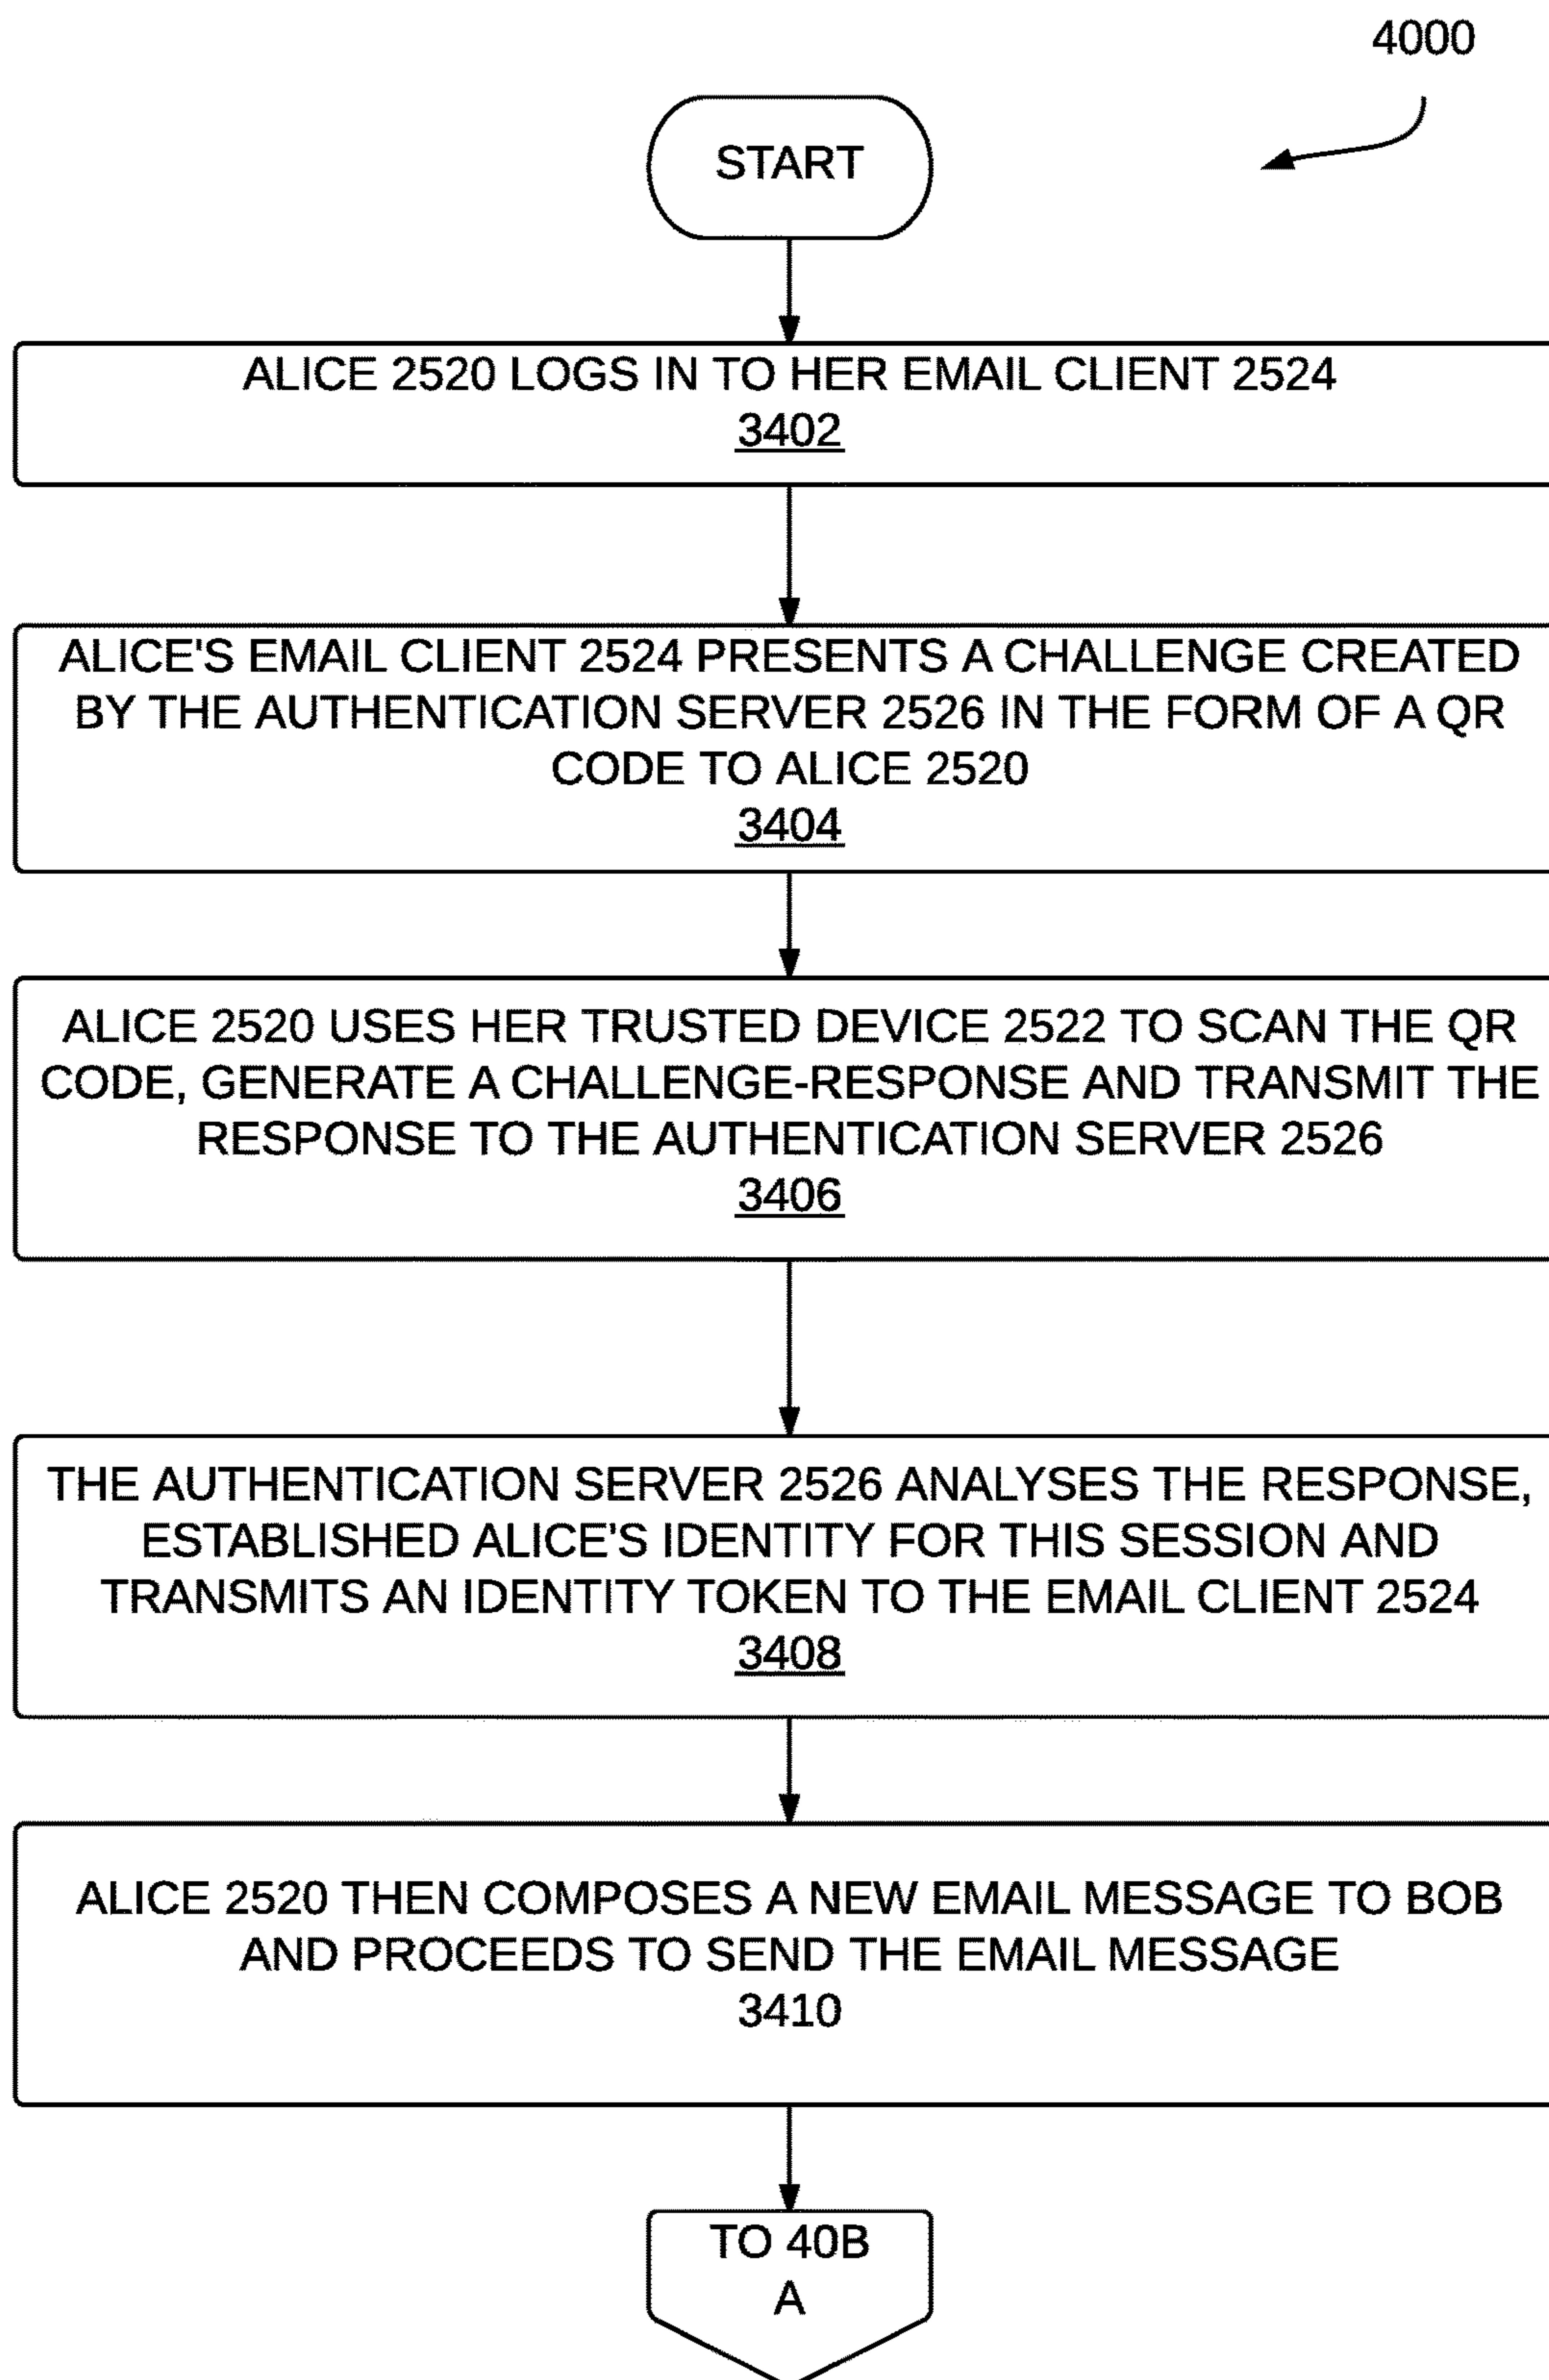 4000
START
ALICE 2520 LOGS IN TO HER EMAIL CLIENT 2524
3402
ALICE'S EMAIL CLIENT 2524 PRESENTS A CHALLENGE CREATED
BY THE AUTHENTICATION SERVER 2526 IN THE FORM OF A QR
CODE TO ALICE 2520
3404
ALICE 2520 USES HER TRUSTED DEVICE 2522 TO SCAN THE QR
CODE, GENERATE A CHALLENGE-RESPONSE AND TRANSMIT THE
RESPONSE TO THE AUTHENTICATION SERVER 2526
3406
THE AUTHENTICATION SERVER 2526 ANALYSES THE RESPONSE,
ESTABLISHED ALICE'S IDENTITY FOR THIS SESSION AND
TRANSMITS AN IDENTITY TOKEN TO THE EMAIL CLIENT 2524
3408
ALICE 2520 THEN COMPOSES A NEW EMAIL MESSAGE TO BOB
AND PROCEEDS TO SEND THE EMAIL MESSAGE
3410
TO 40B
A